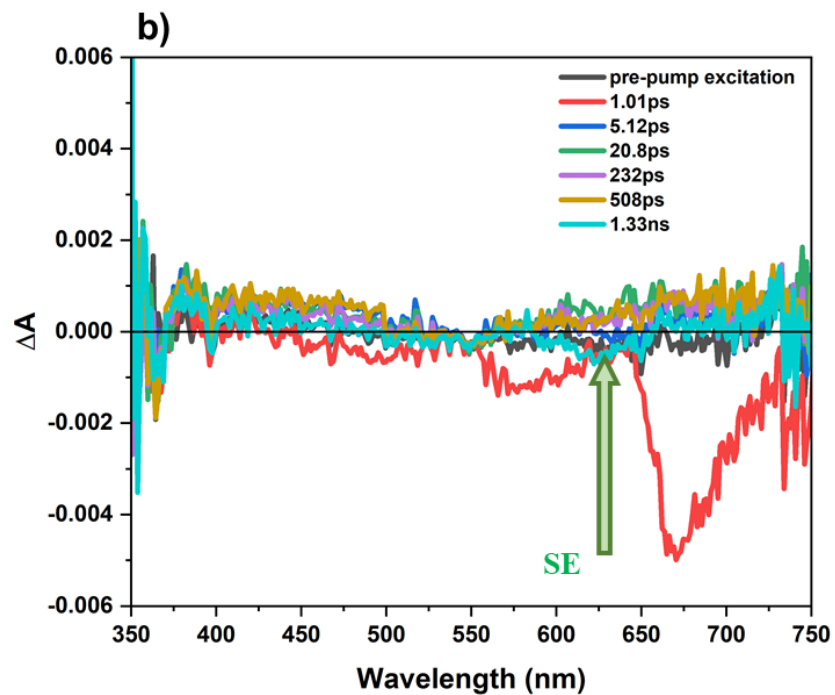 b)
0.006
0.004
0.002
0.000
-0.002
-0.004
-0.006
ΔA
pre-pump excitation
1.01ps
5.12ps
20.8ps
232ps
508ps
1.33ns
SE
350 400 450 500 550 600 650 700 750
Wavelength (nm)